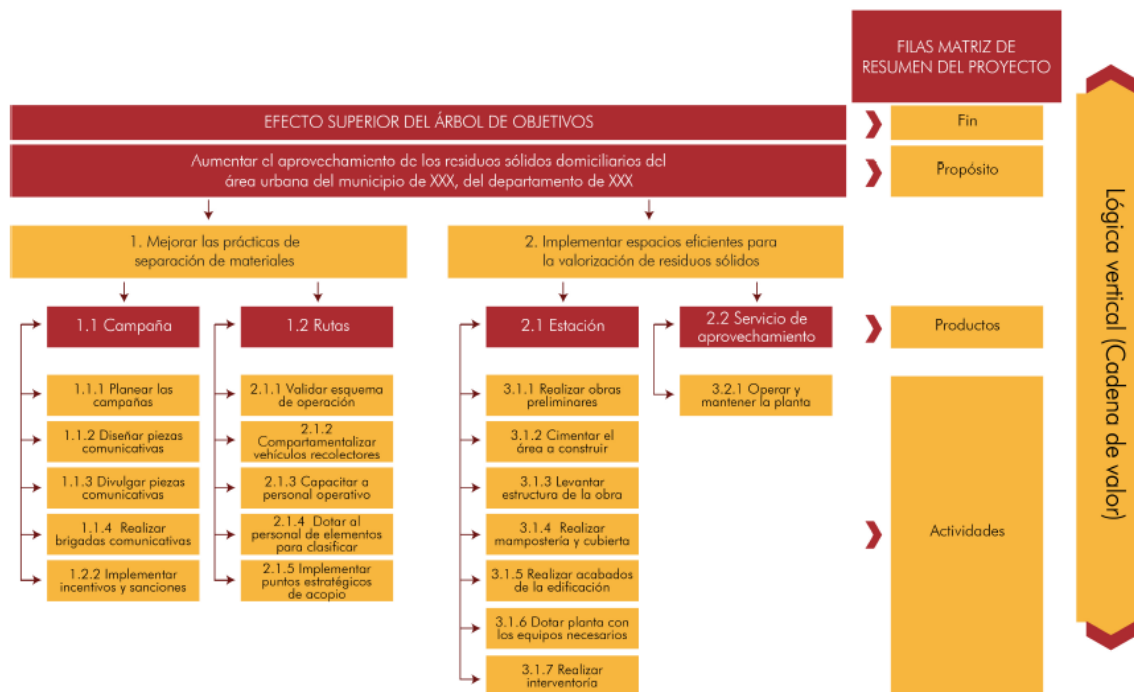 FILAS MATRIZ DE
RESUMEN DEL PROYECTO
EFECTO SUPERIOR DEL ÁRBOL DE OBJETIVOS
Fin
Aumentar el aprovechamiento de los residuos sólidos domiciliarios del
área urbana del municipio de XXX, del departamento de XXX
Propósito
1. Mejorar las prácticas de
separación de materiales
2. Implementar espacios eficientes para
la valorización de residuos sólidos
1.1 Campaña
1.2 Rutas
2.1 Estación
2.2 Servicio de
aprovechamiento
Productos
1.1.1 Planear las
campañas
1.1.2 Diseñar piezas
comunicativas
1.1.3 Divulgar piezas
comunicativas
1.1.4 Realizar
brigadas comunicativas
1.2.2 Implementar
incentivos y sanciones
2.1.1 Validar esquema
de operación
2.1.2
Compartamentalizar
vehículos recolectores
2.1.3 Capacitar a
personal operativo
2.1.4 Dotar al
personal de elementos
para clasificar
2.1.5 Implementar
puntos estratégicos
de acopio
3.1.1 Realizar obras
preliminares
3.1.2 Cimentar el
área a construir
3.1.3 Levantar
estructura de la obra
3.1.4 Realizar
mampostería y cubierta
3.1.5 Realizar acabados
de la edificación
3.1.6 Dotar planta con
los equipos necesarios
3.1.7 Realizar
interventoría
3.2.1 Operar y
mantener la planta
Actividades
Lógica vertical (Cadena de valor)